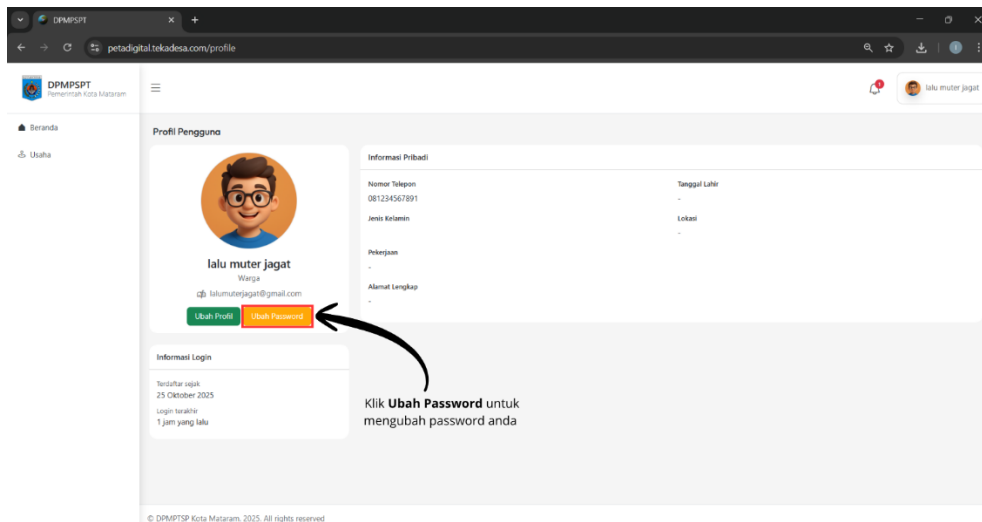 DPMPSPT
petadigital.tekadesa.com/profile
DPMPSPT
Pemerintah Kota Mataram
lalu muter jagat
Beranda
Usaha
Profil Pengguna
lalu muter jagat
Warga
lalumuterjagat@gmail.com
Ubah Profil
Ubah Password
Informasi Pribadi
Nomor Telepon
081234567891
Tanggal Lahir
-
Jenis Kelamin
Lokasi
-
Pekerjaan
-
Alamat Lengkap
-
Informasi Login
Terdaftar sejak
25 Oktober 2025
Login terakhir
1 jam yang lalu
Klik Ubah Password untuk
mengubah password anda
© DPMPTSP Kota Mataram. 2025. All rights reserved